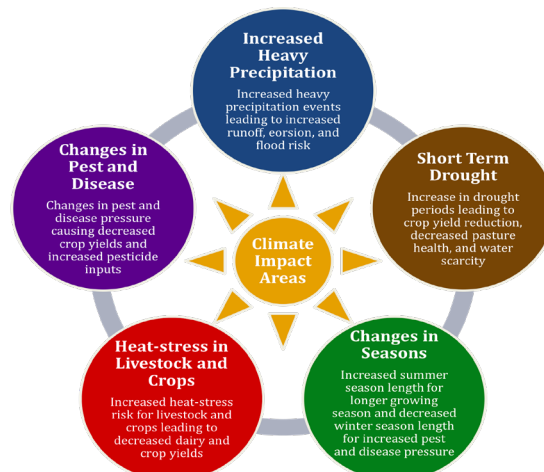 Increased
Heavy
Precipitation
Increased heavy
precipitation events
leading to increased
runoff, eorsion, and
flood risk
Changes in
Pest and
Disease
Changes in pest and
disease pressure
causing decreased
crop yields and
increased pesticide
inputs
Short Term
Drought
Increase in drought
periods leading to
crop yield reduction,
decreased pasture
health, and water
scarcity
Climate
Impact
Areas
Heat-stress in
Livestock and
Crops
Increased heat-stress
risk for livestock and
crops leading to
decreased dairy and
crop yields
Changes in
Seasons
Increased summer
season length for
longer growing
season and decreased
winter season length
for increased pest
and disease pressure